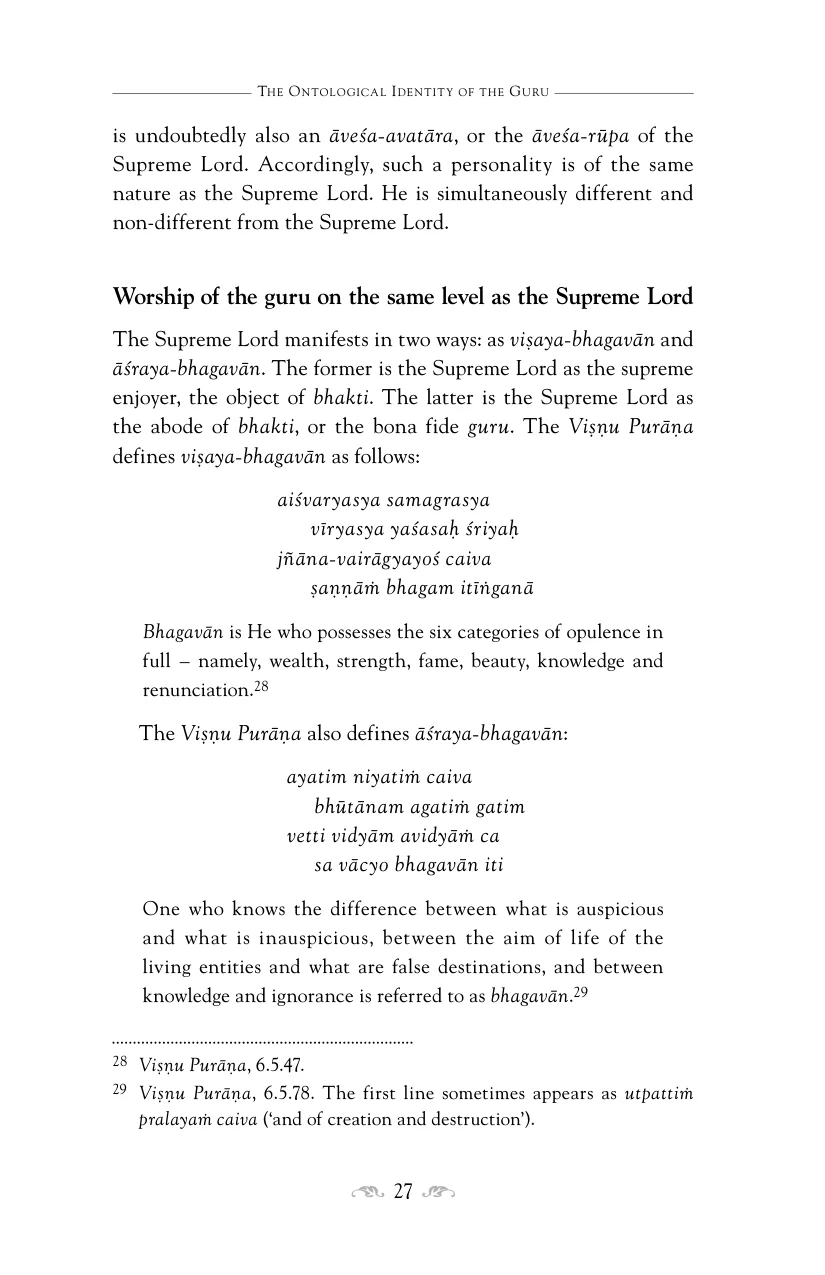 The Ontological Identity of the Guru
is undoubtedly also an āveśa-avatāra, or the āveśa-rūpa of the
Supreme Lord. Accordingly, such a personality is of the same
nature as the Supreme Lord. He is simultaneously different and
non-different from the Supreme Lord.
Worship of the guru on the same level as the Supreme Lord
The Supreme Lord manifests in two ways: as viṣaya-bhagavān and
āśraya-bhagavān. The former is the Supreme Lord as the supreme
enjoyer, the object of bhakti. The latter is the Supreme Lord as
the abode of bhakti, or the bona fide guru. The Viṣṇu Purāṇa
defines viṣaya-bhagavān as follows:
aiśvaryasya samagrasya
vīryasya yaśasaḥ śriyaḥ
jñāna-vairāgyayoś caiva
ṣaṇṇāṁ bhagam itīṅganā
Bhagavān is He who possesses the six categories of opulence in
full – namely, wealth, strength, fame, beauty, knowledge and
renunciation.28
The Viṣṇu Purāṇa also defines āśraya-bhagavān:
ayatim niyatiṁ caiva
bhūtānam agatiṁ gatim
vetti vidyām avidyāṁ ca
sa vācyo bhagavān iti
One who knows the difference between what is auspicious
and what is inauspicious, between the aim of life of the
living entities and what are false destinations, and between
knowledge and ignorance is referred to as bhagavān.29
28 Viṣṇu Purāṇa, 6.5.47.
29 Viṣṇu Purāṇa, 6.5.78. The first line sometimes appears as utpattiṁ
pralayaṁ caiva (‘and of creation and destruction’).
27